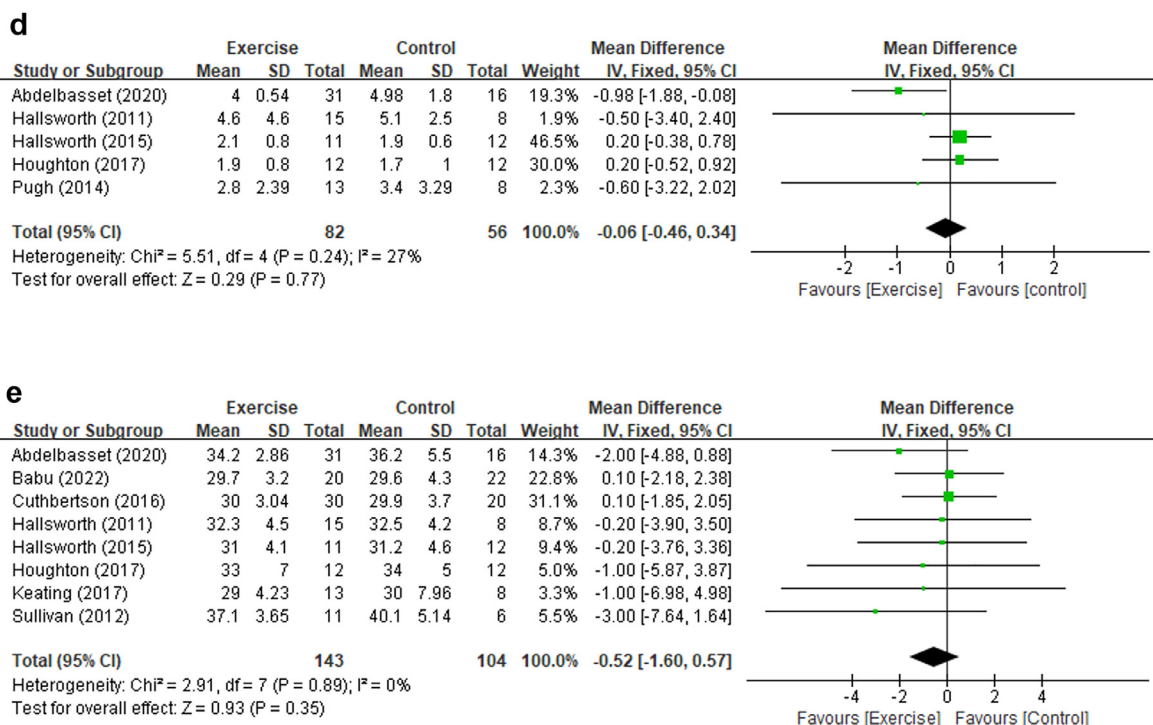 d
Exercise Control Mean Difference Mean Difference
Study or Subgroup Mean SD Total Mean SD Total Weight IV, Fixed, 95% CI IV, Fixed, 95% CI
Abdelbasset (2020) 4 0.54 31 4.98 1.8 16 19.3% -0.98 [-1.88, -0.08]
Hallsworth (2011) 4.6 4.6 15 5.1 2.5 8 1.9% -0.50 [-3.40, 2.40]
Hallsworth (2015) 2.1 0.8 11 1.9 0.6 12 46.5% 0.20 [-0.38, 0.78]
Houghton (2017) 1.9 0.8 12 1.7 1 12 30.0% 0.20 [-0.52, 0.92]
Pugh (2014) 2.8 2.39 13 3.4 3.29 8 2.3% -0.60 [-3.22, 2.02]
Total (95% CI) 82 56 100.0% -0.06 [-0.46, 0.34]
Heterogeneity: Chi² = 5.51, df = 4 (P = 0.24); I² = 27%
Test for overall effect: Z = 0.29 (P = 0.77)
-2 -1 0 1 2
Favours [Exercise] Favours [control]
e
Exercise Control Mean Difference Mean Difference
Study or Subgroup Mean SD Total Mean SD Total Weight IV, Fixed, 95% CI IV, Fixed, 95% CI
Abdelbasset (2020) 34.2 2.86 31 36.2 5.5 16 14.3% -2.00 [-4.88, 0.88]
Babu (2022) 29.7 3.2 20 29.6 4.3 22 22.8% 0.10 [-2.18, 2.38]
Cuthbertson (2016) 30 3.04 30 29.9 3.7 20 31.1% 0.10 [-1.85, 2.05]
Hallsworth (2011) 32.3 4.5 15 32.5 4.2 8 8.7% -0.20 [-3.90, 3.50]
Hallsworth (2015) 31 4.1 11 31.2 4.6 12 9.4% -0.20 [-3.76, 3.36]
Houghton (2017) 33 7 12 34 5 12 5.0% -1.00 [-5.87, 3.87]
Keating (2017) 29 4.23 13 30 7.96 8 3.3% -1.00 [-6.98, 4.98]
Sullivan (2012) 37.1 3.65 11 40.1 5.14 6 5.5% -3.00 [-7.64, 1.64]
Total (95% CI) 143 104 100.0% -0.52 [-1.60, 0.57]
Heterogeneity: Chi² = 2.91, df = 7 (P = 0.89); I² = 0%
Test for overall effect: Z = 0.93 (P = 0.35)
-4 -2 0 2 4
Favours [Exercise] Favours [Control]